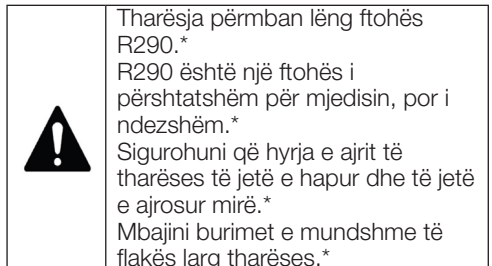 Tharësja përmban lëng ftohës
R290.*
R290 është një ftohës i
përshtatshëm për mjedisin, por i
ndezshëm.*
Sigurohuni që hyrja e ajrit të
tharëses të jetë e hapur dhe të jetë
e ajrosur mirë.*
Mbajini burimet e mundshme të
flakës larg tharëses.*